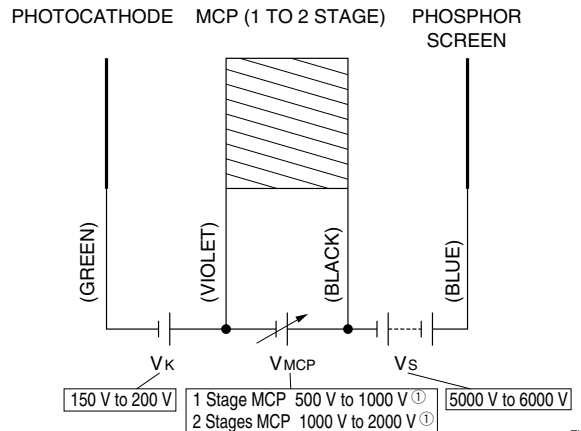 PHOTOCATHODE
MCP (1 TO 2 STAGE)
PHOSPHOR
SCREEN
(GREEN)
(VIOLET)
(BLACK)
(BLUE)
VK
VMCP
VS
150 V to 200 V
1 Stage MCP 500 V to 1000 V ①
2 Stages MCP 1000 V to 2000 V ①
5000 V to 6000 V